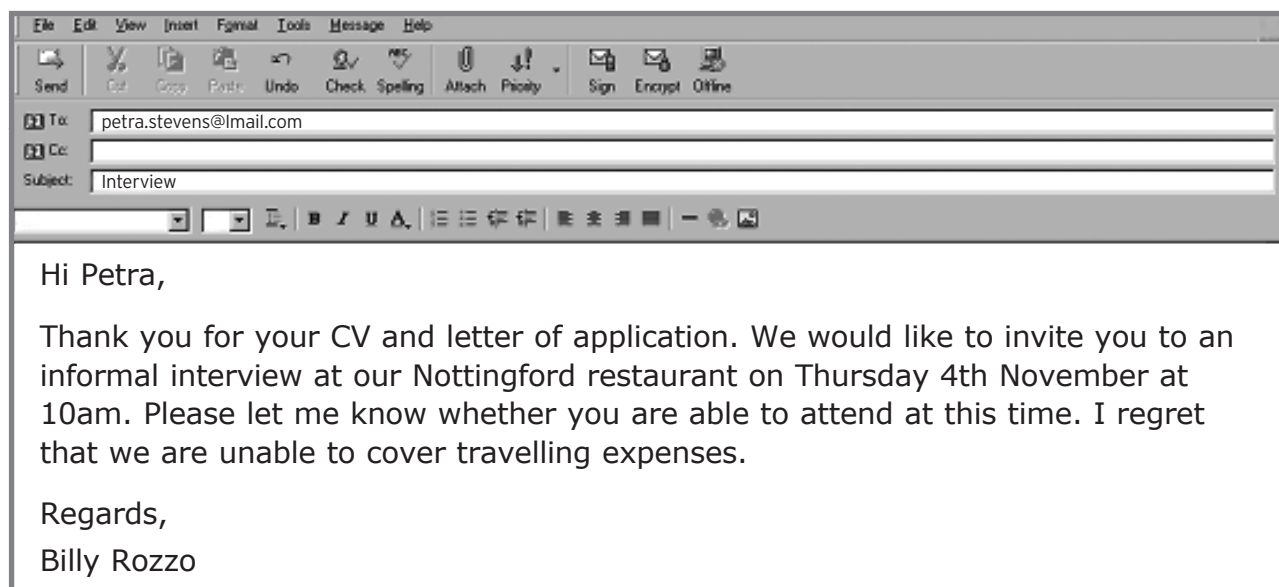 File Edit View Insert Format Tools Message Help
Send Cut Copy Paste Undo Check Spelling Attach Priority Sign Encrypt Offline
To: petra.stevens@lmail.com
Cc:
Subject: Interview
Hi Petra,
Thank you for your CV and letter of application. We would like to invite you to an
informal interview at our Nottingford restaurant on Thursday 4th November at
10am. Please let me know whether you are able to attend at this time. I regret
that we are unable to cover travelling expenses.
Regards,
Billy Rozzo